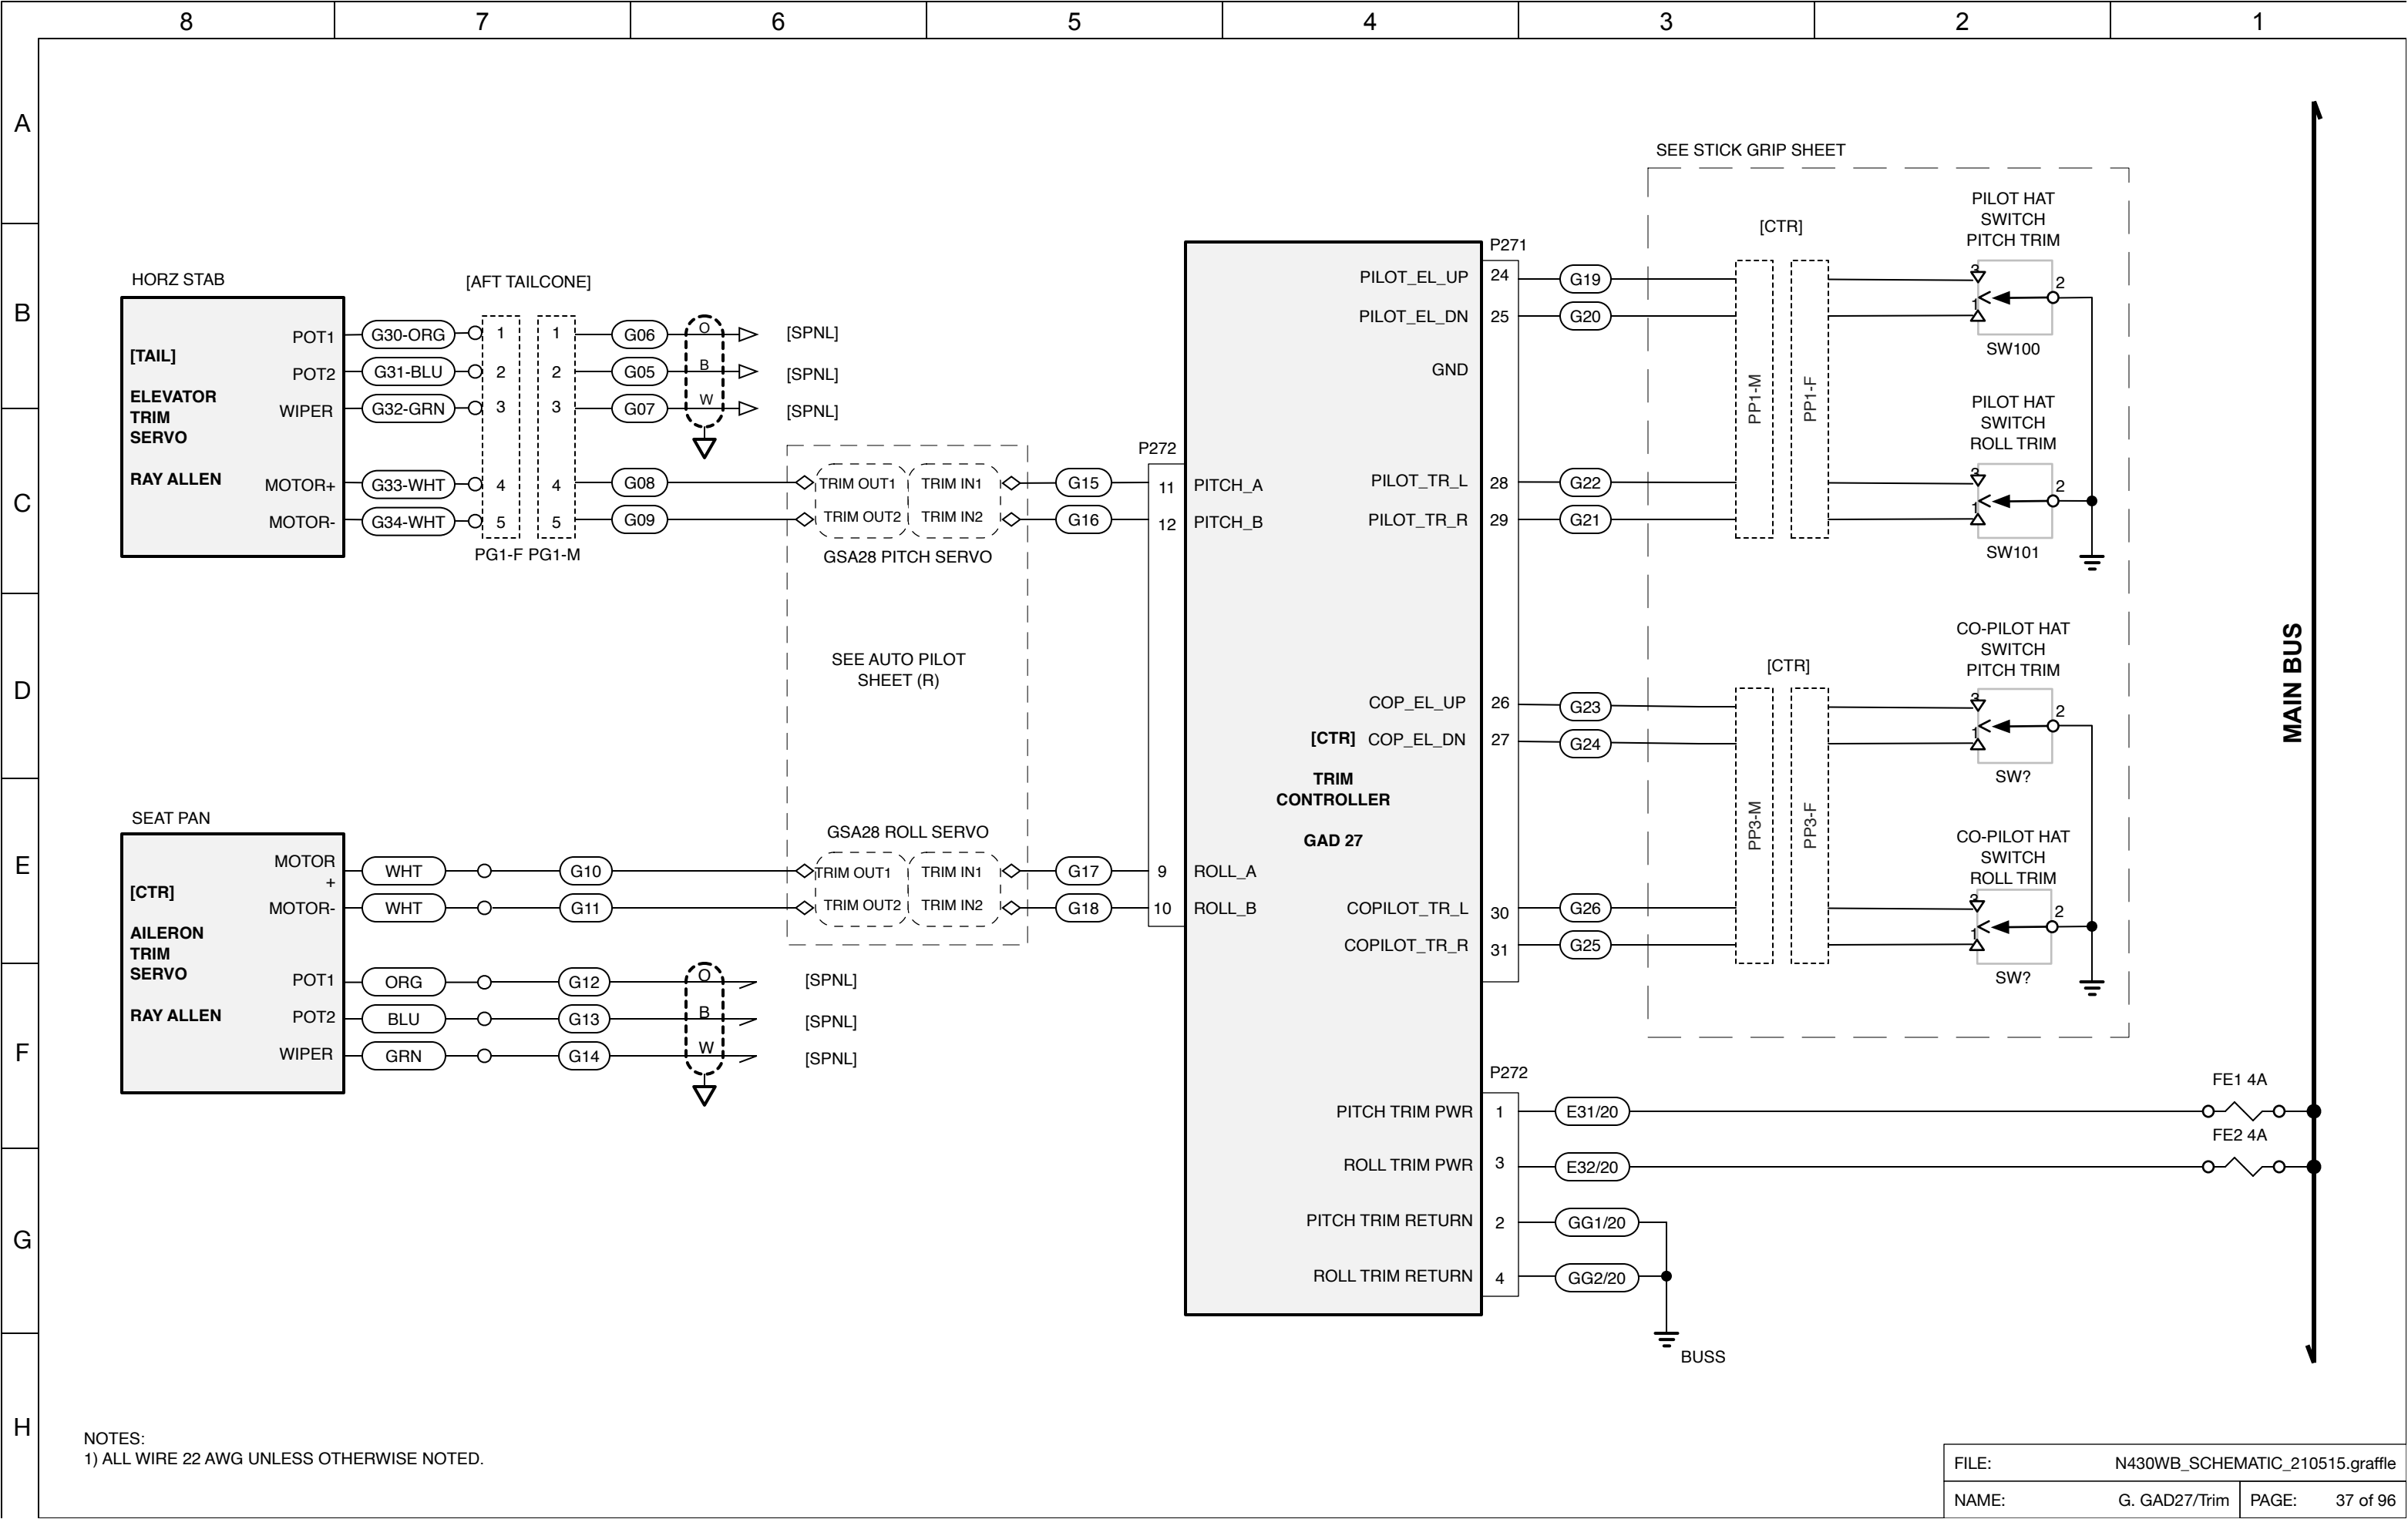 8 7 6 5 4 3 2 1
A
B
C
D
E
F
G
H
HORZ STAB
[TAIL]
ELEVATOR
TRIM
SERVO
RAY ALLEN
POT1
POT2
WIPER
MOTOR+
MOTOR-
G30-ORG
G31-BLU
G32-GRN
G33-WHT
G34-WHT
[AFT TAILCONE]
1 1
2 2
3 3
4 4
5 5
PG1-F PG1-M
G06
G05
G07
G08
G09
O
B
W
[SPNL]
[SPNL]
[SPNL]
TRIM OUT1 TRIM IN1
TRIM OUT2 TRIM IN2
GSA28 PITCH SERVO
SEE AUTO PILOT
SHEET (R)
GSA28 ROLL SERVO
TRIM OUT1 TRIM IN1
TRIM OUT2 TRIM IN2
G15
G16
G17
G18
P272
11
12
9
10
PITCH_A
PITCH_B
ROLL_A
ROLL_B
SEAT PAN
[CTR]
AILERON
TRIM
SERVO
RAY ALLEN
MOTOR
+
MOTOR-
POT1
POT2
WIPER
WHT
WHT
ORG
BLU
GRN
G10
G11
G12
G13
G14
O
B
W
[SPNL]
[SPNL]
[SPNL]
[CTR]
TRIM
CONTROLLER
GAD 27
P271
PILOT_EL_UP 24 G19
PILOT_EL_DN 25 G20
GND
PILOT_TR_L 28 G22
PILOT_TR_R 29 G21
COP_EL_UP 26 G23
COP_EL_DN 27 G24
COPILOT_TR_L 30 G26
COPILOT_TR_R 31 G25
P272
PITCH TRIM PWR 1 E31/20
ROLL TRIM PWR 3 E32/20
PITCH TRIM RETURN 2 GG1/20
ROLL TRIM RETURN 4 GG2/20
BUSS
SEE STICK GRIP SHEET
[CTR]
PP1-M
PP1-F
PILOT HAT
SWITCH
PITCH TRIM
3
1
2
SW100
PILOT HAT
SWITCH
ROLL TRIM
3
1
2
SW101
[CTR]
PP3-M
PP3-F
CO-PILOT HAT
SWITCH
PITCH TRIM
3
1
2
SW?
CO-PILOT HAT
SWITCH
ROLL TRIM
3
1
2
SW?
MAIN BUS
FE1 4A
FE2 4A
NOTES:
1) ALL WIRE 22 AWG UNLESS OTHERWISE NOTED.
FILE: N430WB_SCHEMATIC_210515.graffle
NAME: G. GAD27/Trim PAGE: 37 of 96